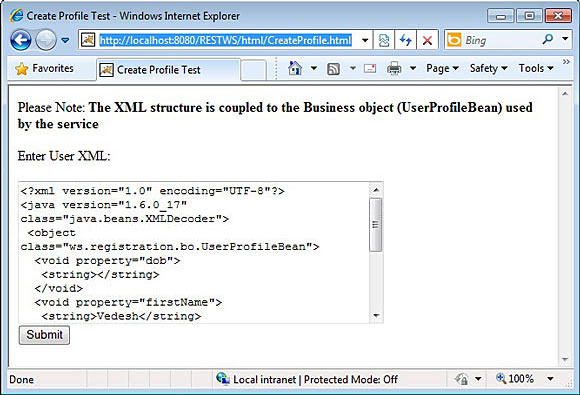 Create Profile Test - Windows Internet Explorer
http://localhost:8080/RESTWS/html/CreateProfile.html
Bing
Favorites
Create Profile Test
Page
Safety
Tools
Please Note: The XML structure is coupled to the Business object (UserProfileBean) used
by the service
Enter User XML:
<?xml version="1.0" encoding="UTF-8"?>
<java version="1.6.0_17"
class="java.beans.XMLDecoder">
<object
class="ws.registration.bo.UserProfileBean">
<void property="dob">
<string></string>
</void>
<void property="firstName">
<string>Vedesh</string>
Submit
Done
Local intranet | Protected Mode: Off
100%